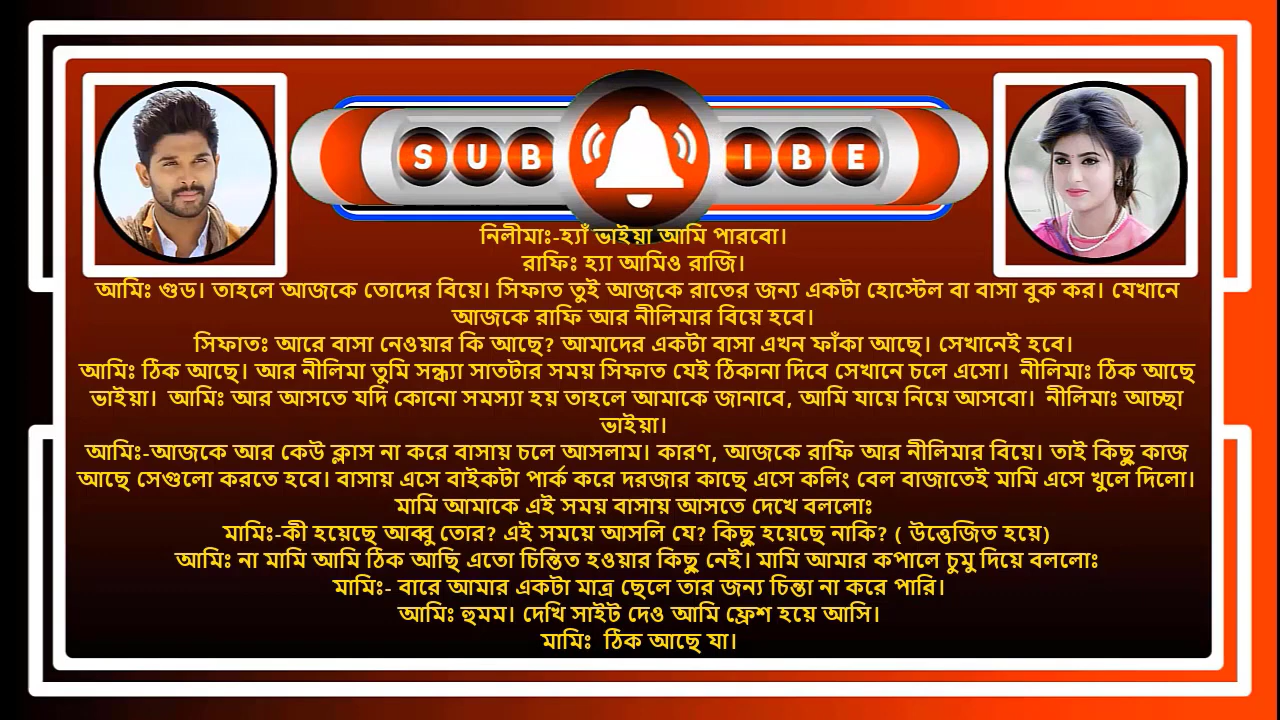 SUB IBE
নিলীমাঃ-হ্যাঁ ভাইয়া আমি পারবো।
রাফিঃ হ্যা আমিও রাজি।
আমিঃ গুড। তাহলে আজকে তোদের বিয়ে। সিফাত তুই আজকে রাতের জন্য একটা হোস্টেল বা বাসা বুক কর। যেখানে
আজকে রাফি আর নীলিমার বিয়ে হবে।
সিফাতঃ আরে বাসা নেওয়ার কি আছে? আমাদের একটা বাসা এখন ফাঁকা আছে। সেখানেই হবে।
আমিঃ ঠিক আছে। আর নীলিমা তুমি সন্ধ্যা সাতটার সময় সিফাত যেই ঠিকানা দিবে সেখানে চলে এসো। নীলিমাঃ ঠিক আছে
ভাইয়া। আমিঃ আর আসতে যদি কোনো সমস্যা হয় তাহলে আমাকে জানাবে, আমি যায়ে নিয়ে আসবো। নীলিমাঃ আচ্ছা
ভাইয়া।
আমিঃ-আজকে আর কেউ ক্লাস না করে বাসায় চলে আসলাম। কারণ, আজকে রাফি আর নীলিমার বিয়ে। তাই কিছু কাজ
আছে সেগুলো করতে হবে। বাসায় এসে বাইকটা পার্ক করে দরজার কাছে এসে কলিং বেল বাজাতেই মামি এসে খুলে দিলো।
মামি আমাকে এই সময় বাসায় আসতে দেখে বললোঃ
মামিঃ-কী হয়েছে আব্বু তোর? এই সময়ে আসলি যে? কিছু হয়েছে নাকি? ( উত্তেজিত হয়ে)
আমিঃ না মামি আমি ঠিক আছি এতো চিন্তিত হওয়ার কিছু নেই। মামি আমার কপালে চুমু দিয়ে বললোঃ
মামিঃ- বারে আমার একটা মাত্র ছেলে তার জন্য চিন্তা না করে পারি।
আমিঃ হুমম। দেখি সাইট দেও আমি ফ্রেশ হয়ে আসি।
মামিঃ ঠিক আছে যা।